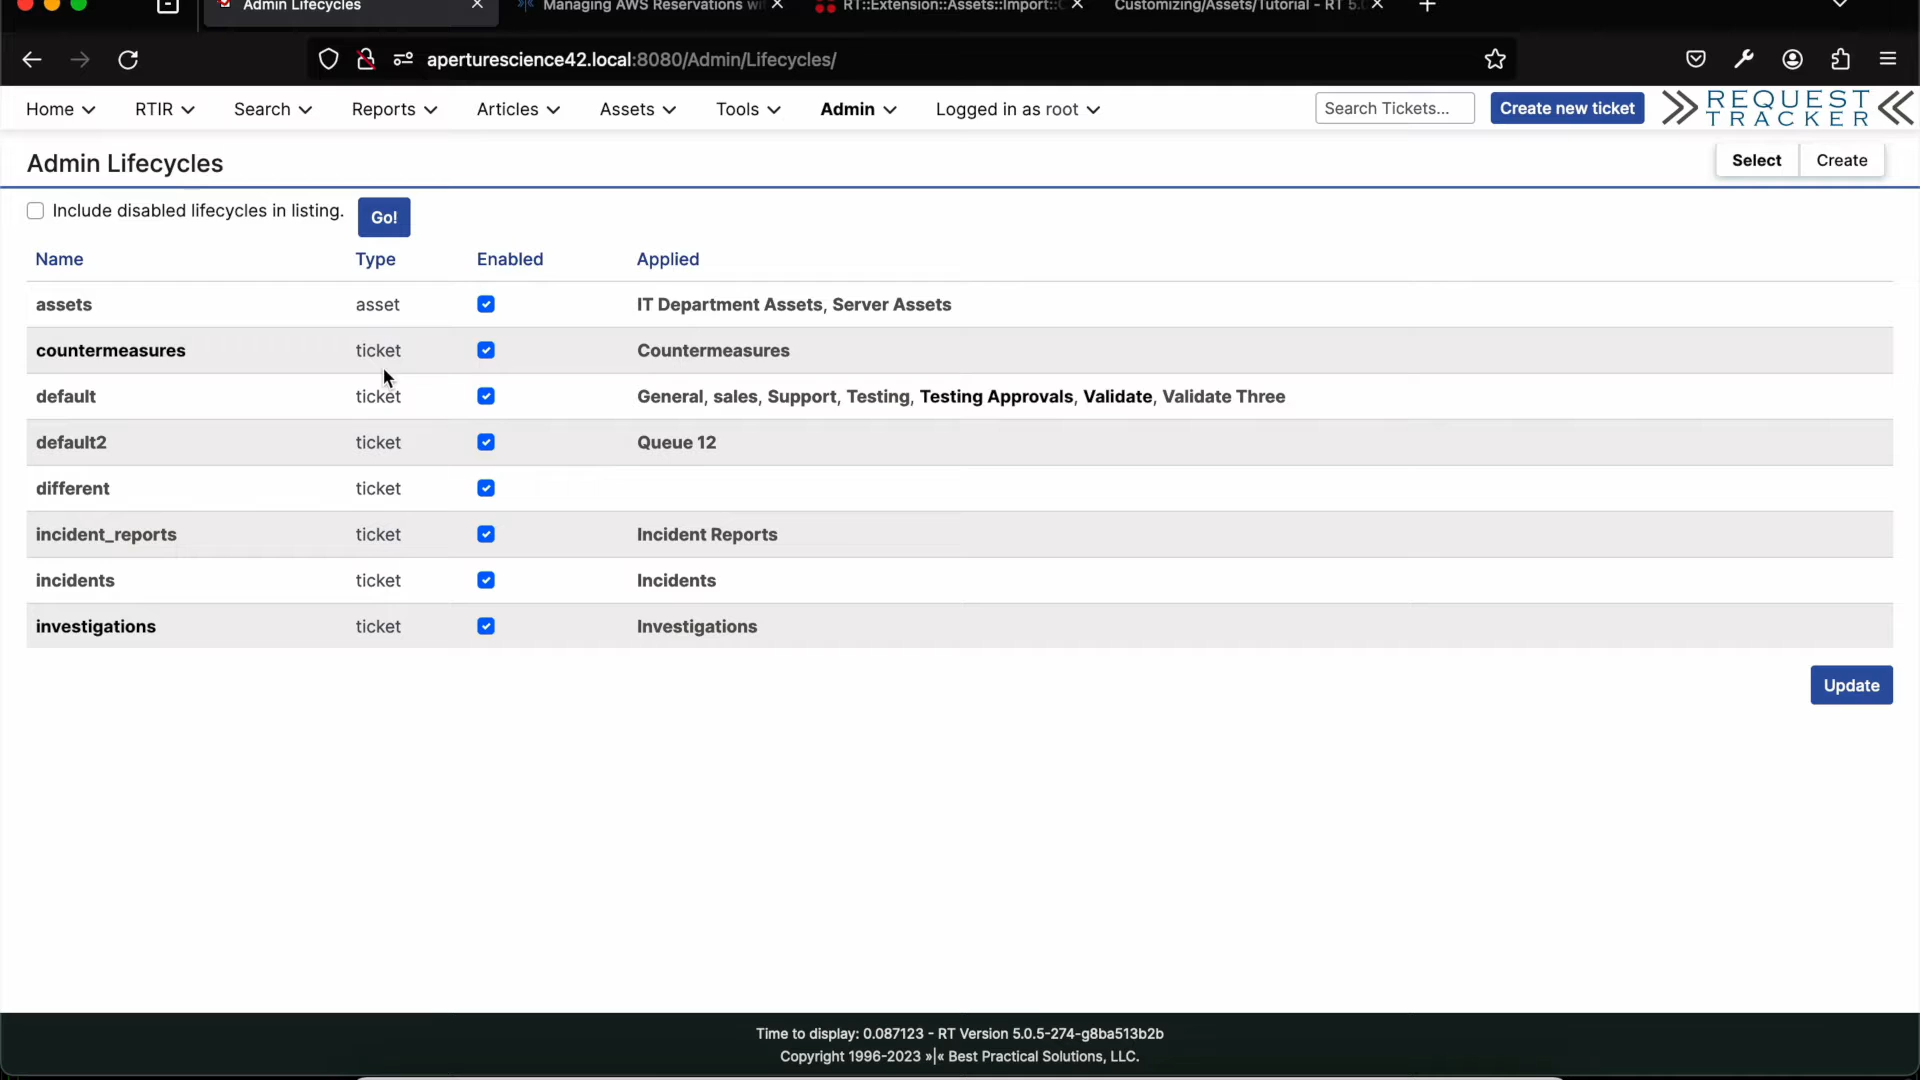 Admin Lifecycles
Managing AWS Reservations wi
RT::Extension::Assets::Import::
Customizing/Assets/Tutorial - RT 5.
aperturescience42.local:8080/Admin/Lifecycles/
Home RTIR Search Reports Articles Assets Tools Admin Logged in as root
Search Tickets...
Create new ticket
REQUEST
TRACKER
Admin Lifecycles
Select Create
Include disabled lifecycles in listing. Go!
Name Type Enabled Applied
assets asset IT Department Assets, Server Assets
countermeasures ticket Countermeasures
default ticket General, sales, Support, Testing, Testing Approvals, Validate, Validate Three
default2 ticket Queue 12
different ticket
incident_reports ticket Incident Reports
incidents ticket Incidents
investigations ticket Investigations
Update
Time to display: 0.087123 - RT Version 5.0.5-274-g8ba513b2b
Copyright 1996-2023 »|« Best Practical Solutions, LLC.